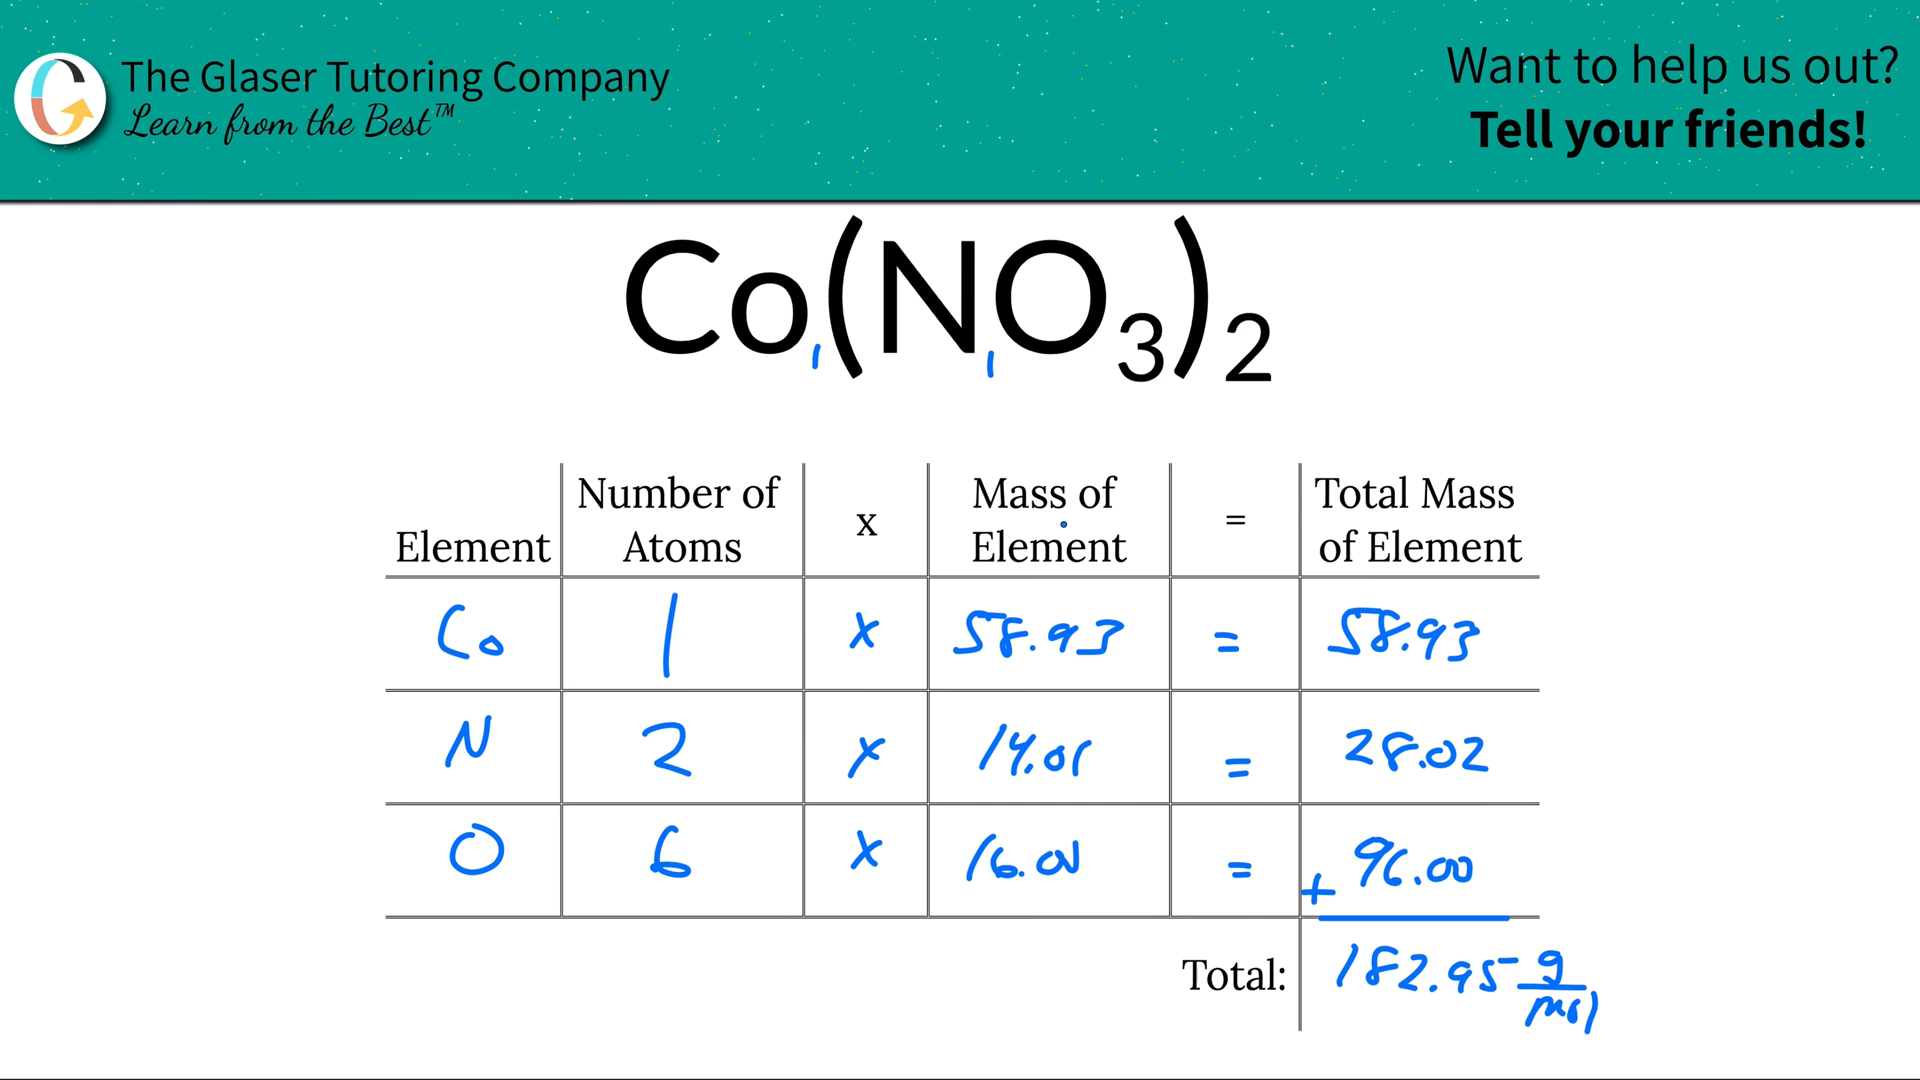 The Glaser Tutoring Company
Learn from the Best™
Want to help us out?
Tell your friends!
Co₁(N₁O₃)₂
Element Number of Atoms x Mass of Element = Total Mass of Element
Co 1 x 58.93 = 58.93
N 2 x 14.01 = 28.02
O 6 x 16.00 = + 96.00
Total: 182.95 g/mol